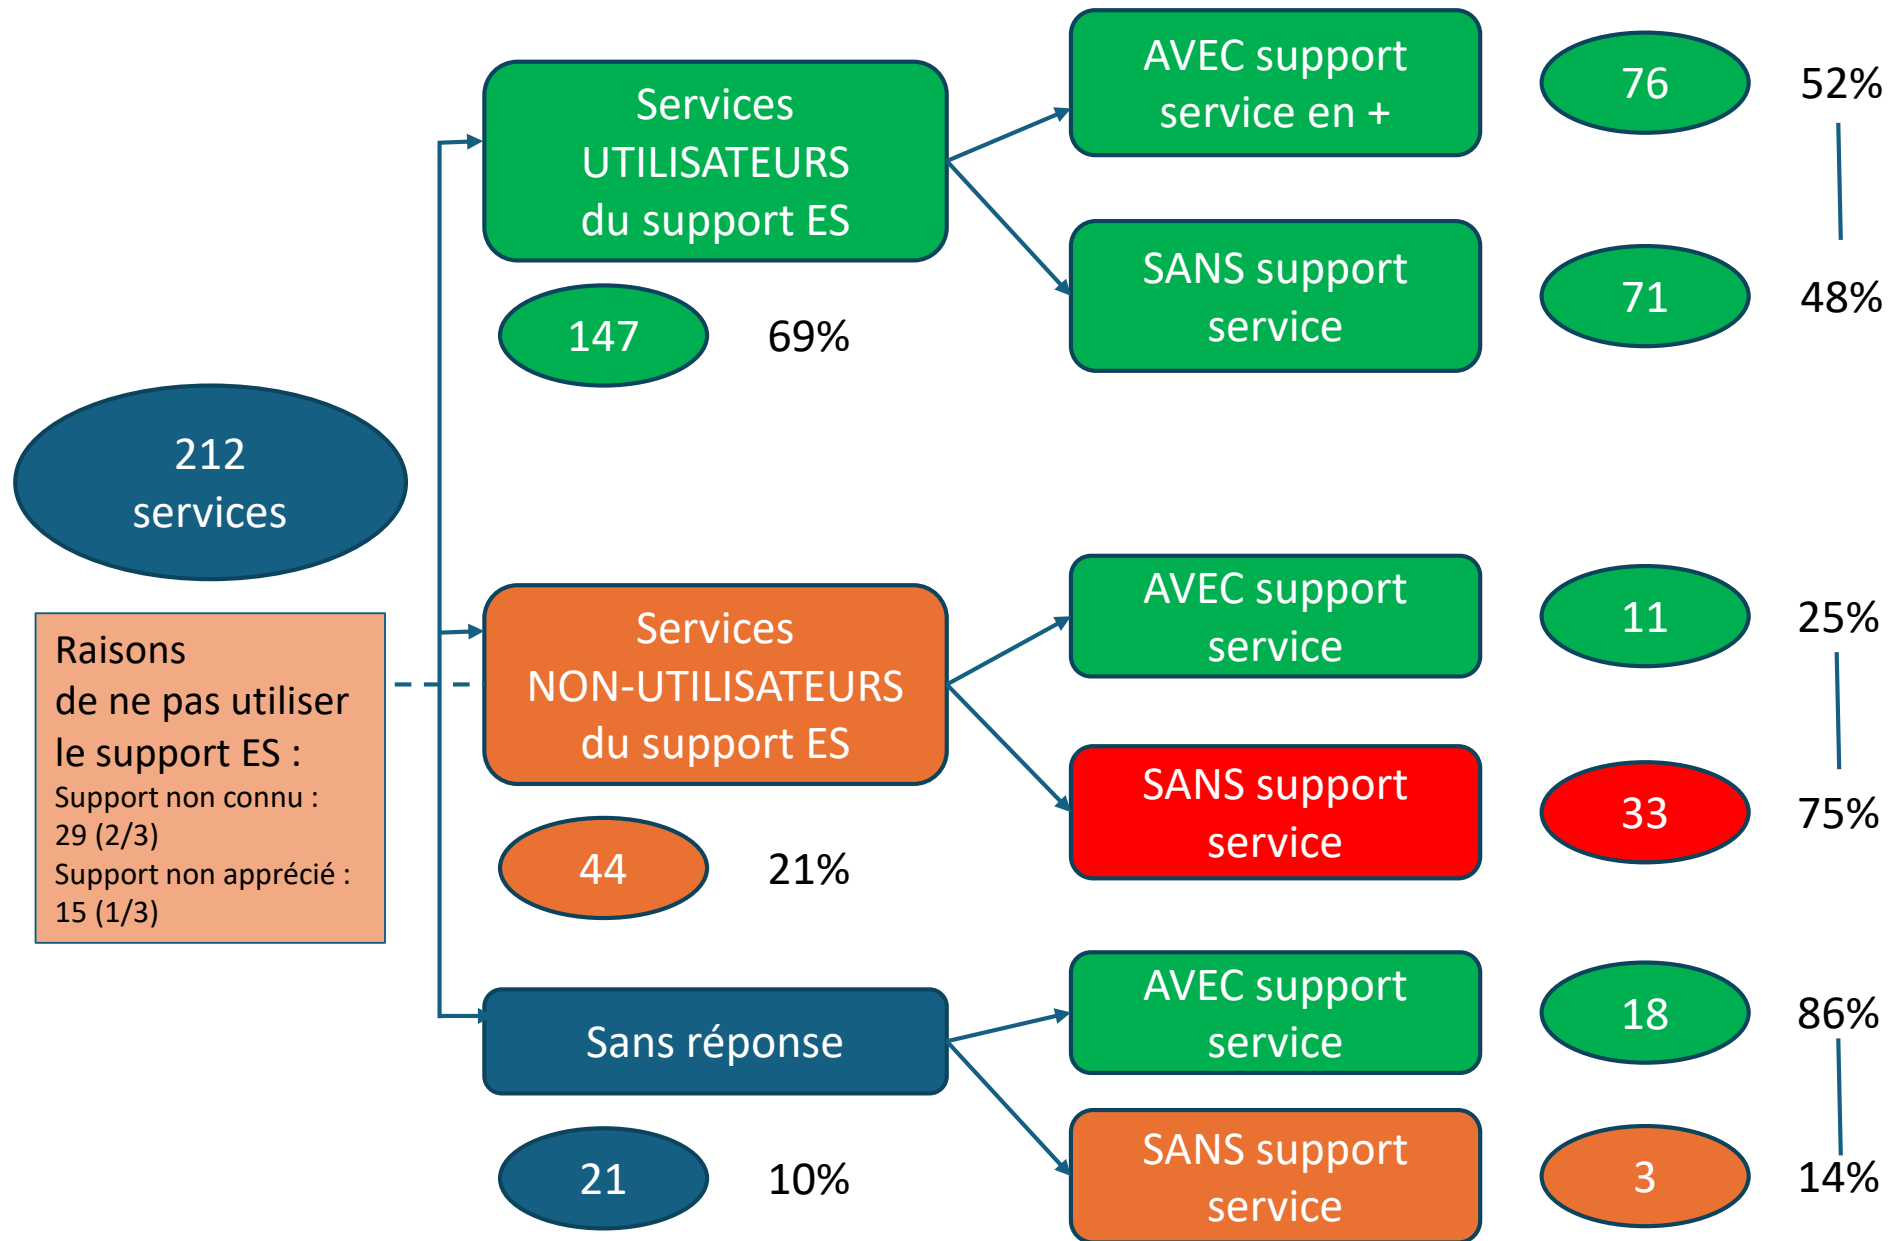 212
services
Raisons
de ne pas utiliser
le support ES :
Support non connu :
29 (2/3)
Support non apprécié :
15 (1/3)
Services
UTILISATEURS
du support ES
147
69%
AVEC support
service en +
76
52%
SANS support
service
71
48%
Services
NON-UTILISATEURS
du support ES
44
21%
AVEC support
service
11
25%
SANS support
service
33
75%
Sans réponse
21
10%
AVEC support
service
18
86%
SANS support
service
3
14%